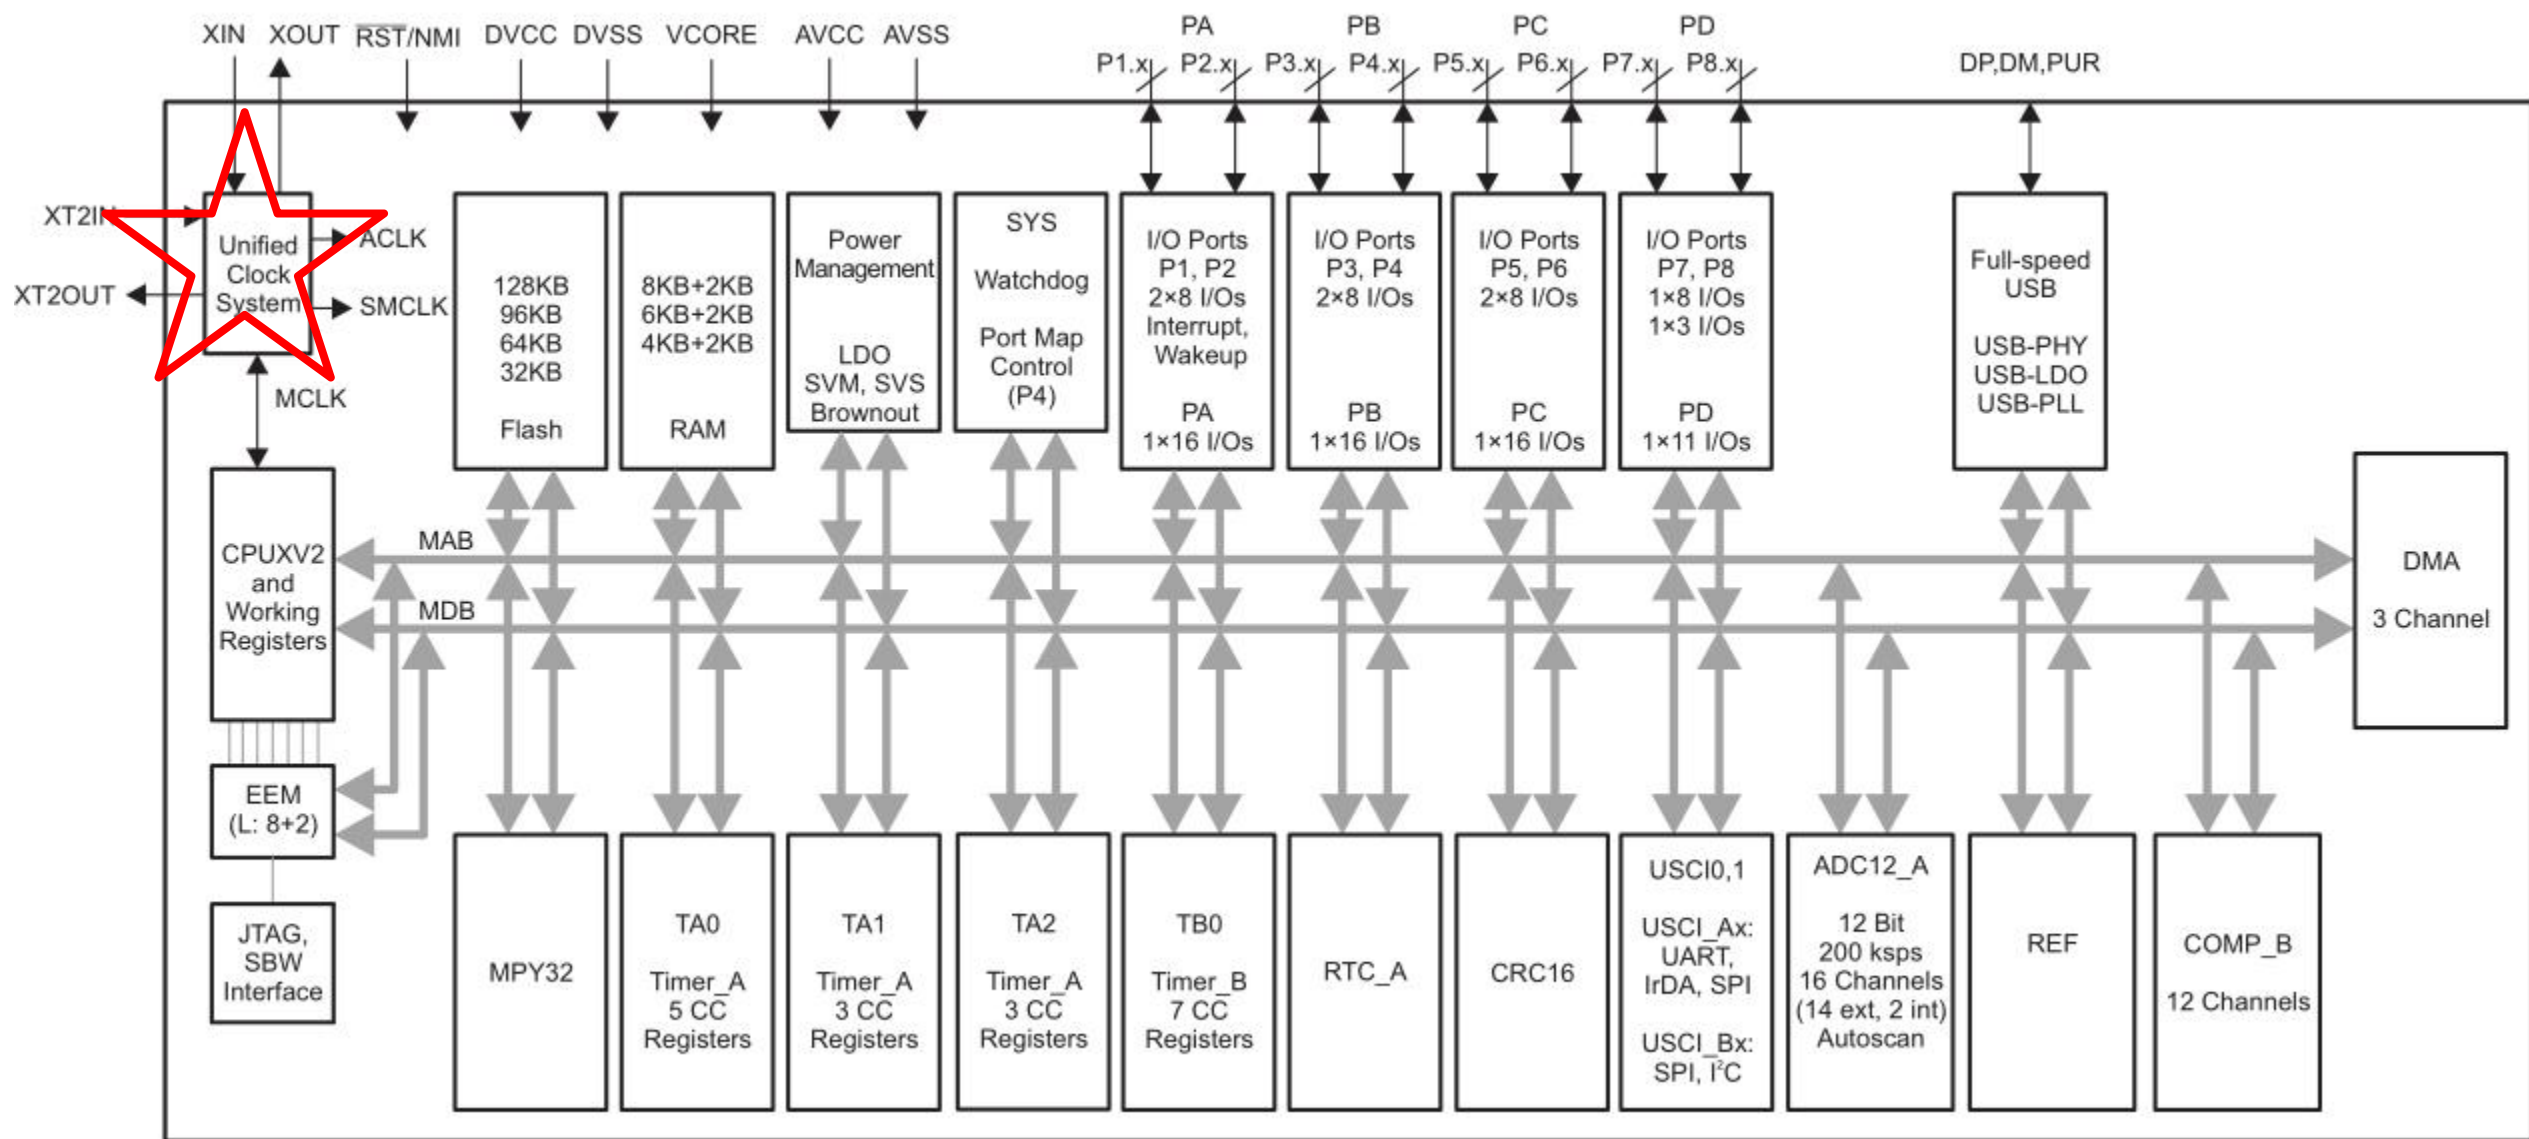 XIN XOUT RST/NMI DVCC DVSS VCORE AVCC AVSS
PA PB PC PD
P1.x P2.x P3.x P4.x P5.x P6.x P7.x P8.x
DP,DM,PUR
XT2IN
XT2OUT
Unified
Clock
System
ACLK
SMCLK
MCLK
128KB
96KB
64KB
32KB
Flash
8KB+2KB
6KB+2KB
4KB+2KB
RAM
Power
Management
LDO
SVM, SVS
Brownout
SYS
Watchdog
Port Map
Control
(P4)
I/O Ports
P1, P2
2×8 I/Os
Interrupt,
Wakeup
PA
1×16 I/Os
I/O Ports
P3, P4
2×8 I/Os
PB
1×16 I/Os
I/O Ports
P5, P6
2×8 I/Os
PC
1×16 I/Os
I/O Ports
P7, P8
1×8 I/Os
1×3 I/Os
PD
1×11 I/Os
Full-speed
USB
USB-PHY
USB-LDO
USB-PLL
CPUXV2
and
Working
Registers
MAB
MDB
DMA
3 Channel
EEM
(L: 8+2)
JTAG,
SBW
Interface
MPY32
TA0
Timer_A
5 CC
Registers
TA1
Timer_A
3 CC
Registers
TA2
Timer_A
3 CC
Registers
TB0
Timer_B
7 CC
Registers
RTC_A
CRC16
USCI0,1
USCI_Ax:
UART,
IrDA, SPI
USCI_Bx:
SPI, I²C
ADC12_A
12 Bit
200 ksps
16 Channels
(14 ext, 2 int)
Autoscan
REF
COMP_B
12 Channels